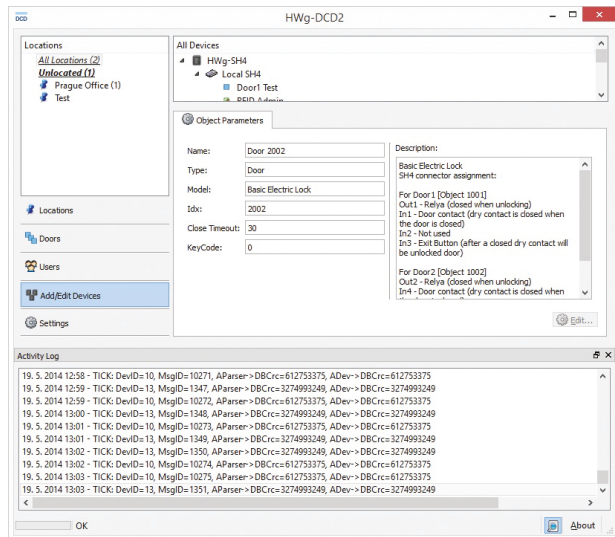 DCD
HWg-DCD2
Locations
All Locations (2)
Unlocated (1)
Prague Office (1)
Test
Locations
Doors
Users
Add/Edit Devices
Settings
All Devices
HWg-SH4
Local SH4
Door1 Test
RFID Admin
Object Parameters
Name: Door 2002
Type: Door
Model: Basic Electric Lock
Idx: 2002
Close Timeout: 30
KeyCode: 0
Description:
Basic Electric Lock
SH4 connector assignment:
For Door1 [Object 1001]
Out1 - Relya (closed when unlocking)
In1 - Door contact (dry contact is closed when
the door is closed)
In2 - Not used
In3 - Exit Button (after a closed dry contact will
be unlocked door)
For Door2 [Object 1002]
Out2 - Relya (closed when unlocking)
In4 - Door contact (dry contact is closed when
Edit...
Activity Log
19. 5. 2014 12:58 - TICK: DevID=10, MsgID=10271, AParser->DBCrc=612753375, ADev->DBCrc=612753375
19. 5. 2014 12:59 - TICK: DevID=13, MsgID=1347, AParser->DBCrc=3274993249, ADev->DBCrc=3274993249
19. 5. 2014 12:59 - TICK: DevID=10, MsgID=10272, AParser->DBCrc=612753375, ADev->DBCrc=612753375
19. 5. 2014 13:00 - TICK: DevID=13, MsgID=1348, AParser->DBCrc=3274993249, ADev->DBCrc=3274993249
19. 5. 2014 13:01 - TICK: DevID=10, MsgID=10273, AParser->DBCrc=612753375, ADev->DBCrc=612753375
19. 5. 2014 13:01 - TICK: DevID=13, MsgID=1349, AParser->DBCrc=3274993249, ADev->DBCrc=3274993249
19. 5. 2014 13:02 - TICK: DevID=13, MsgID=1350, AParser->DBCrc=3274993249, ADev->DBCrc=3274993249
19. 5. 2014 13:02 - TICK: DevID=10, MsgID=10274, AParser->DBCrc=612753375, ADev->DBCrc=612753375
19. 5. 2014 13:03 - TICK: DevID=10, MsgID=10275, AParser->DBCrc=612753375, ADev->DBCrc=612753375
19. 5. 2014 13:03 - TICK: DevID=13, MsgID=1351, AParser->DBCrc=3274993249, ADev->DBCrc=3274993249
OK
About